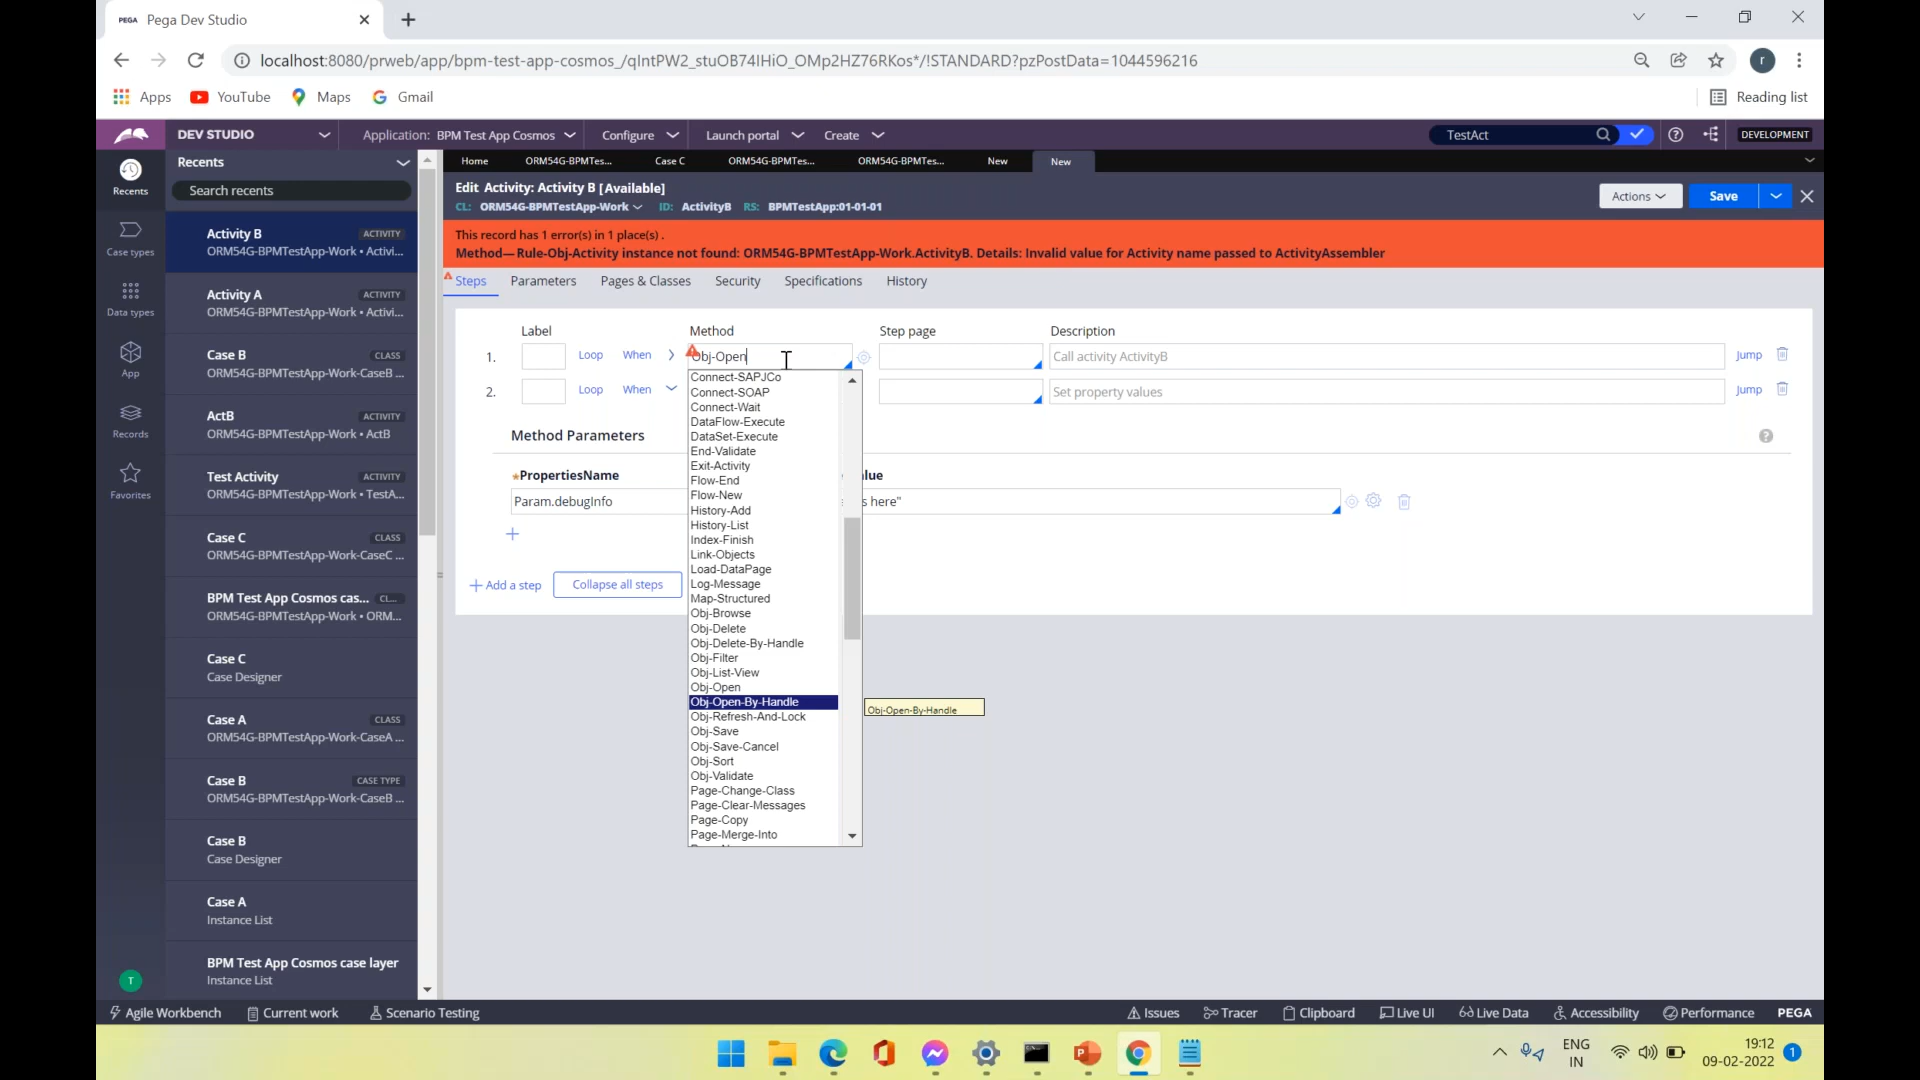 PEGA Pega Dev Studio
localhost:8080/prweb/app/bpm-test-app-cosmos_/qIntPW2_stuOB74IHiO_OMp2HZ76RKos*/!STANDARD?pzPostData=1044596216
r
Apps YouTube Maps Gmail Reading list
DEV STUDIO Application: BPM Test App Cosmos Configure Launch portal Create TestAct DEVELOPMENT
Recents
Case types
Data types
App
Records
Favorites
T
Recents
Search recents
Activity B ACTIVITY
ORM54G-BPMTestApp-Work • Activi...
Activity A ACTIVITY
ORM54G-BPMTestApp-Work • Activi...
Case B CLASS
ORM54G-BPMTestApp-Work-CaseB ...
ActB ACTIVITY
ORM54G-BPMTestApp-Work • ActB
Test Activity ACTIVITY
ORM54G-BPMTestApp-Work • TestA...
Case C CLASS
ORM54G-BPMTestApp-Work-CaseC ...
BPM Test App Cosmos cas... CL...
ORM54G-BPMTestApp-Work • ORM...
Case C
Case Designer
Case A CLASS
ORM54G-BPMTestApp-Work-CaseA ...
Case B CASE TYPE
ORM54G-BPMTestApp-Work-CaseB ...
Case B
Case Designer
Case A
Instance List
BPM Test App Cosmos case layer
Instance List
Home ORM54G-BPMTes... Case C ORM54G-BPMTes... ORM54G-BPMTes... New New
Edit Activity: Activity B [Available]
CL: ORM54G-BPMTestApp-Work ID: ActivityB RS: BPMTestApp:01-01-01
Actions Save
This record has 1 error(s) in 1 place(s) .
Method—Rule-Obj-Activity instance not found: ORM54G-BPMTestApp-Work.ActivityB. Details: Invalid value for Activity name passed to ActivityAssembler
Steps Parameters Pages & Classes Security Specifications History
Label Method Step page Description
1. Loop When Obj-Open Call activity ActivityB Jump
2. Loop When Set property values Jump
Method Parameters
PropertiesName
Param.debugInfo
Add a step Collapse all steps
Connect-SAPJCo
Connect-SOAP
Connect-Wait
DataFlow-Execute
DataSet-Execute
End-Validate
Exit-Activity
Flow-End
Flow-New
History-Add
History-List
Index-Finish
Link-Objects
Load-DataPage
Log-Message
Map-Structured
Obj-Browse
Obj-Delete
Obj-Delete-By-Handle
Obj-Filter
Obj-List-View
Obj-Open
Obj-Open-By-Handle
Obj-Refresh-And-Lock
Obj-Save
Obj-Save-Cancel
Obj-Sort
Obj-Validate
Page-Change-Class
Page-Clear-Messages
Page-Copy
Page-Merge-Into
Obj-Open-By-Handle
here"
Agile Workbench Current work Scenario Testing Issues Tracer Clipboard Live UI Live Data Accessibility Performance PEGA
ENG
IN
19:12
09-02-2022
1